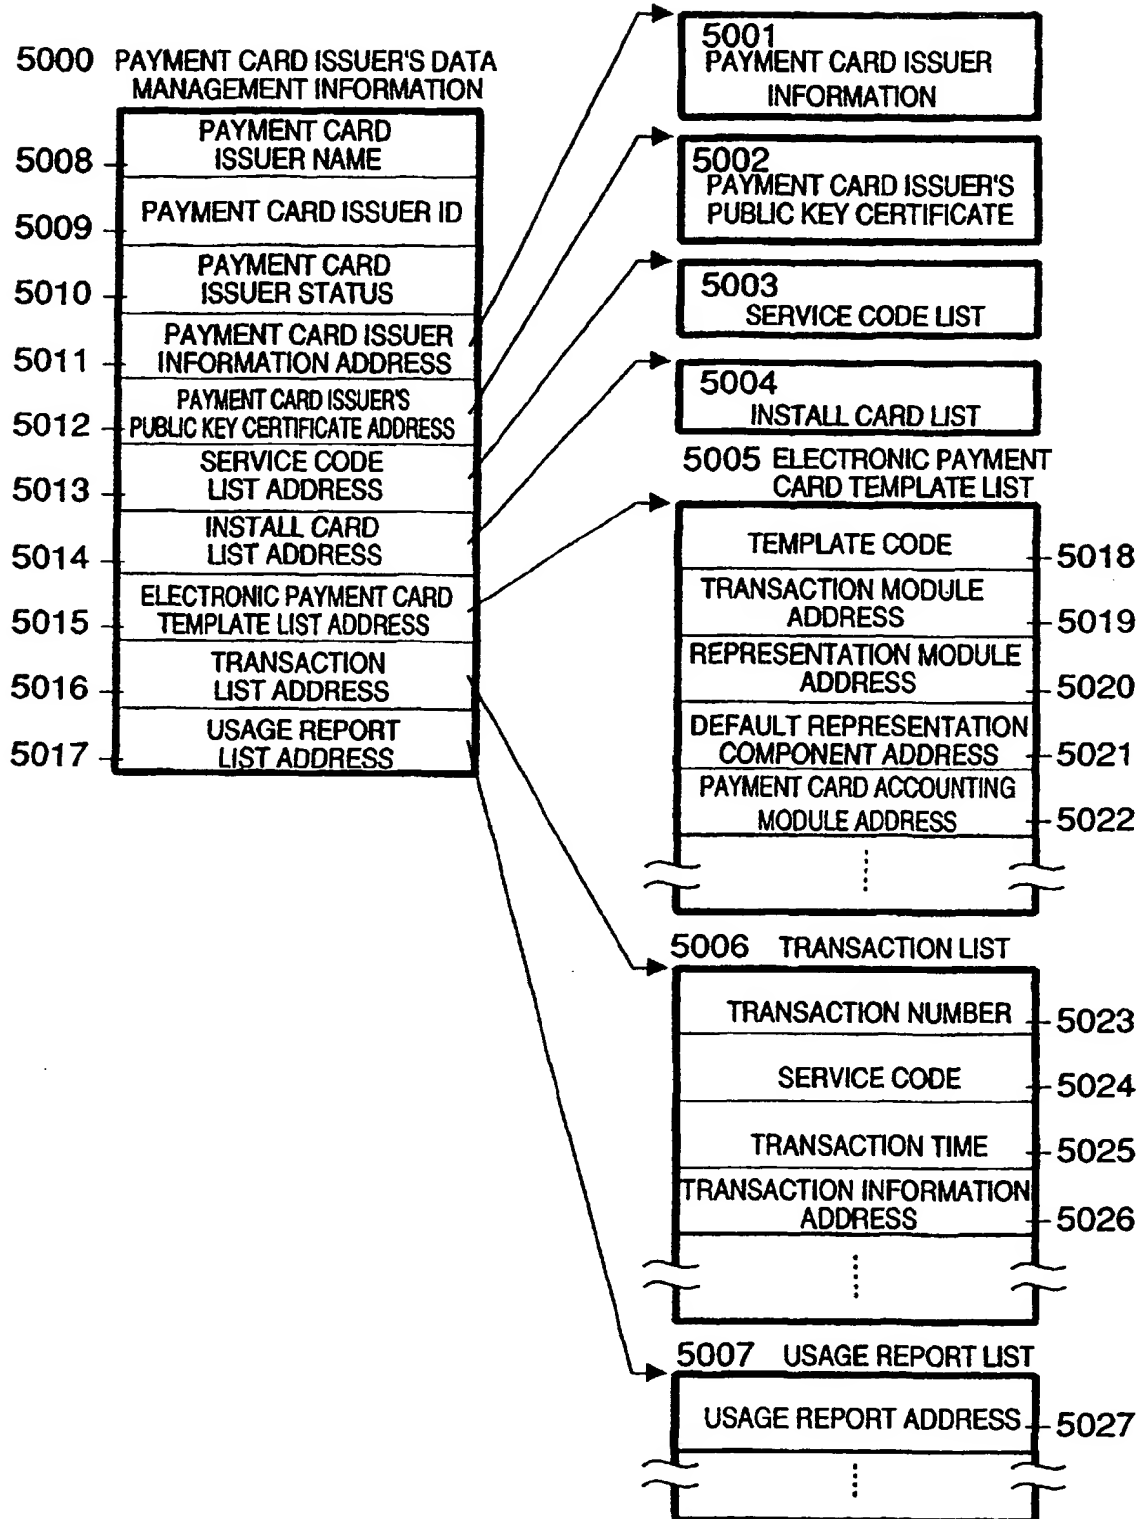 5000 PAYMENT CARD ISSUER'S DATA
MANAGEMENT INFORMATION
PAYMENT CARD
ISSUER NAME
5008
PAYMENT CARD ISSUER ID
5009
PAYMENT CARD
ISSUER STATUS
5010
PAYMENT CARD ISSUER
INFORMATION ADDRESS
5011
PAYMENT CARD ISSUER'S
PUBLIC KEY CERTIFICATE ADDRESS
5012
SERVICE CODE
LIST ADDRESS
5013
INSTALL CARD
LIST ADDRESS
5014
ELECTRONIC PAYMENT CARD
TEMPLATE LIST ADDRESS
5015
TRANSACTION
LIST ADDRESS
5016
USAGE REPORT
LIST ADDRESS
5017
5001
PAYMENT CARD ISSUER
INFORMATION
5002
PAYMENT CARD ISSUER'S
PUBLIC KEY CERTIFICATE
5003
SERVICE CODE LIST
5004
INSTALL CARD LIST
5005 ELECTRONIC PAYMENT
CARD TEMPLATE LIST
TEMPLATE CODE
5018
TRANSACTION MODULE
ADDRESS
5019
REPRESENTATION MODULE
ADDRESS
5020
DEFAULT REPRESENTATION
COMPONENT ADDRESS
5021
PAYMENT CARD ACCOUNTING
MODULE ADDRESS
5022
5006 TRANSACTION LIST
TRANSACTION NUMBER
5023
SERVICE CODE
5024
TRANSACTION TIME
5025
TRANSACTION INFORMATION
ADDRESS
5026
5007 USAGE REPORT LIST
USAGE REPORT ADDRESS
5027